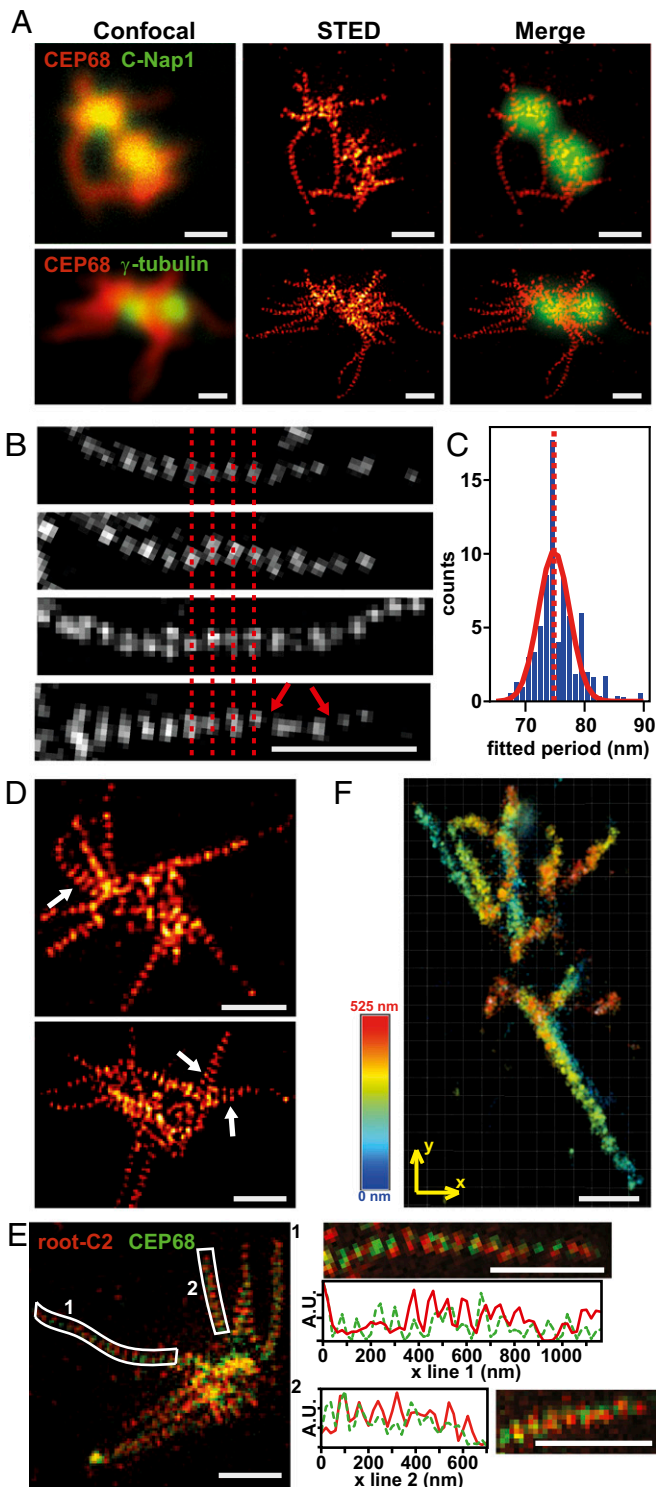 A
Confocal
STED
Merge
CEP68 C-Nap1
CEP68 γ-tubulin
B
C
15
10
5
0
counts
70 80 90
fitted period (nm)
D
F
525 nm
0 nm
y
x
E
root-C2 CEP68
1
2
1
A.U.
0 200 400 600 800 1000
x line 1 (nm)
2
A.U.
0 200 400 600
x line 2 (nm)